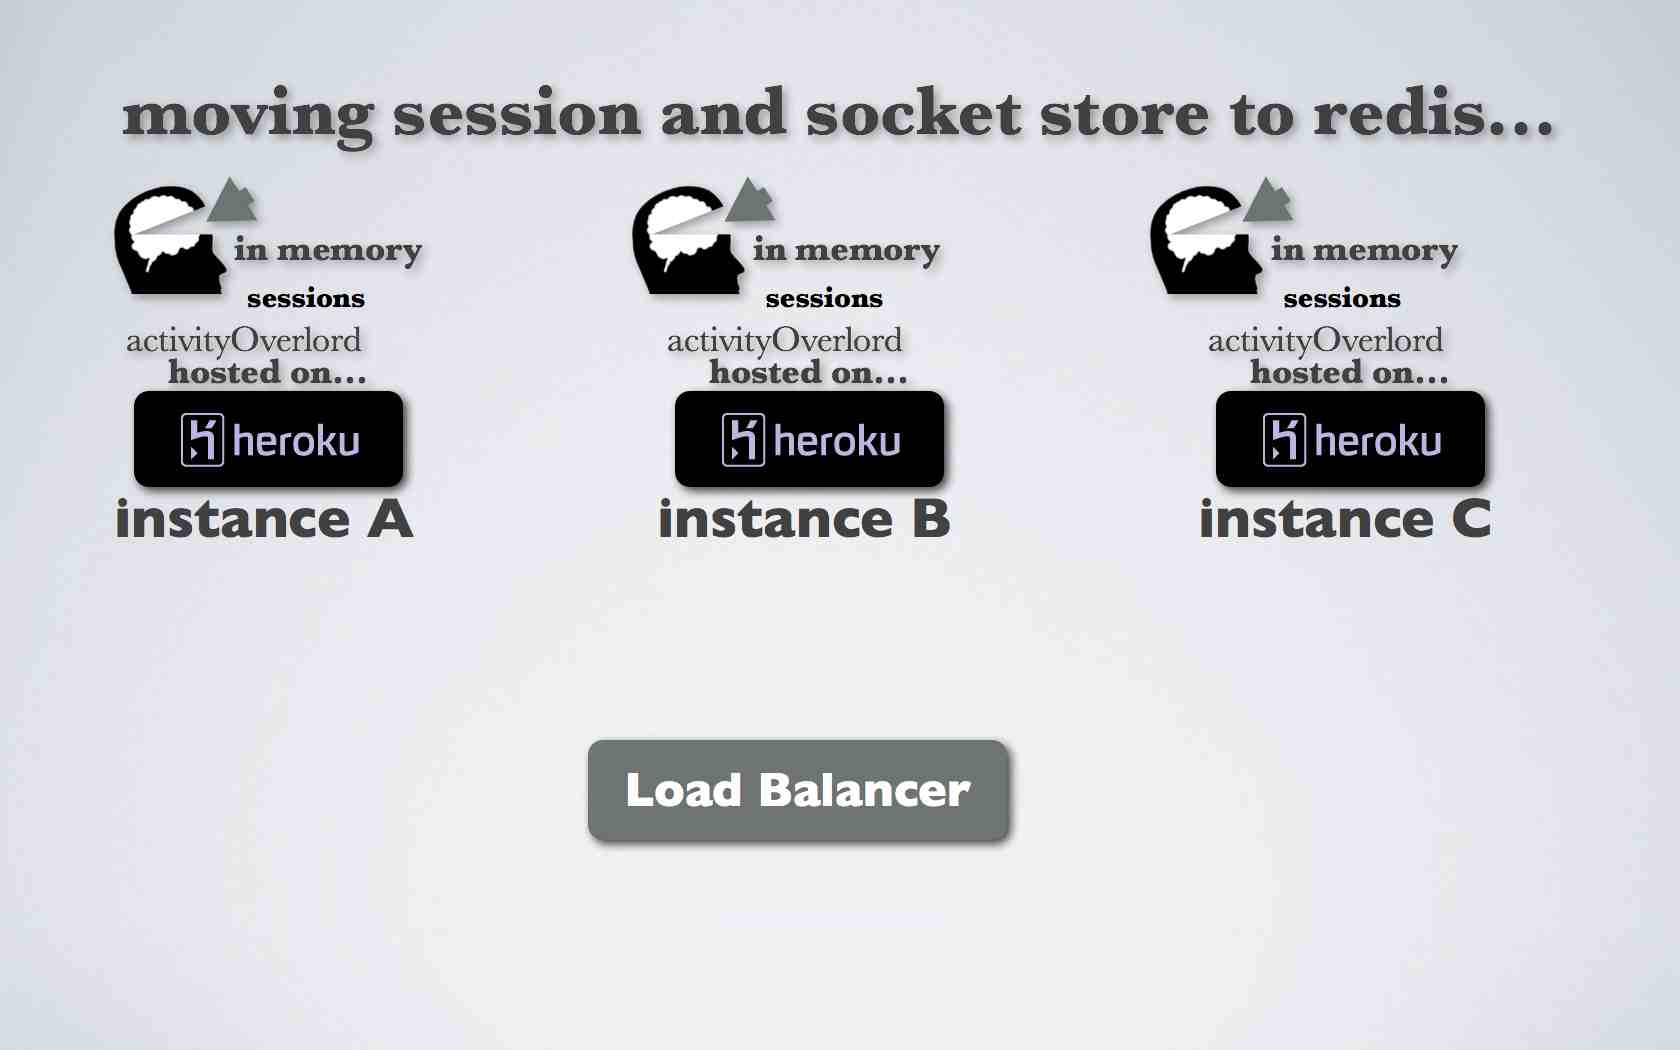 moving session and socket store to redis...
in memory
sessions
activityOverlord
hosted on...
heroku
instance A
in memory
sessions
activityOverlord
hosted on...
heroku
instance B
in memory
sessions
activityOverlord
hosted on...
heroku
instance C
Load Balancer